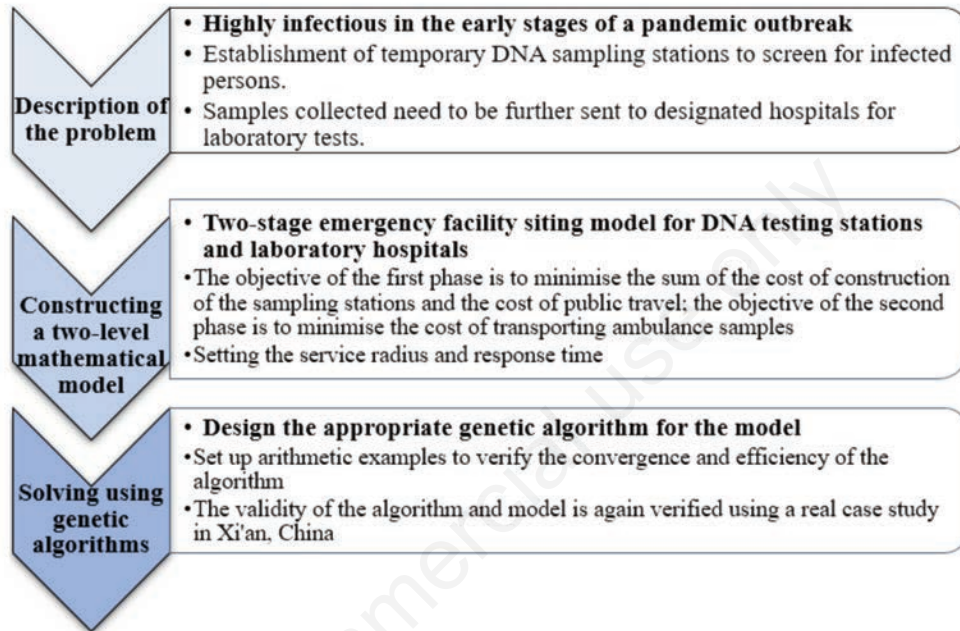 • Highly infectious in the early stages of a pandemic outbreak
• Establishment of temporary DNA sampling stations to screen for infected
persons.
• Samples collected need to be further sent to designated hospitals for
laboratory tests.
Description of
the problem
• Two-stage emergency facility siting model for DNA testing stations
and laboratory hospitals
•The objective of the first phase is to minimise the sum of the cost of construction
of the sampling stations and the cost of public travel; the objective of the second
phase is to minimise the cost of transporting ambulance samples
•Setting the service radius and response time
Constructing
a two-level
mathematical
model
• Design the appropriate genetic algorithm for the model
•Set up arithmetic examples to verify the convergence and efficiency of the
algorithm
•The validity of the algorithm and model is again verified using a real case study
in Xi'an, China
Solving using
genetic
algorithms